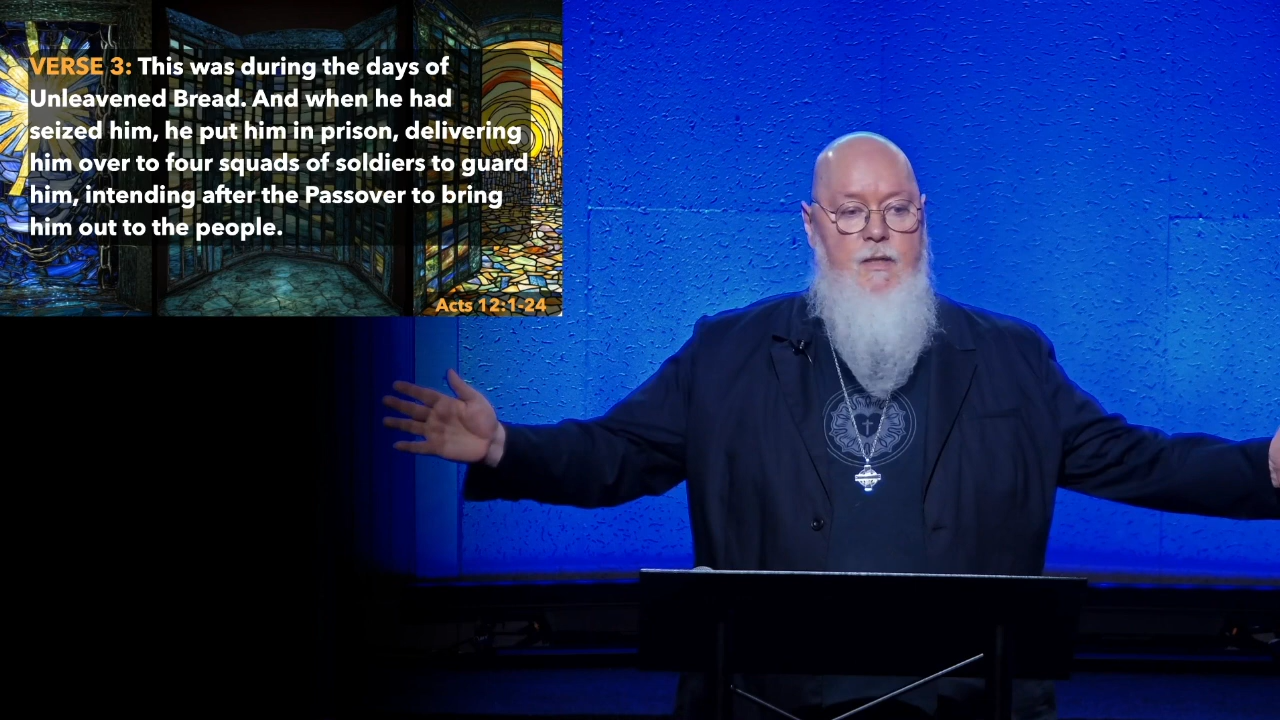 VERSE 3: This was during the days of
Unleavened Bread. And when he had
seized him, he put him in prison, delivering
him over to four squads of soldiers to guard
him, intending after the Passover to bring
him out to the people.
Acts 12:1-24